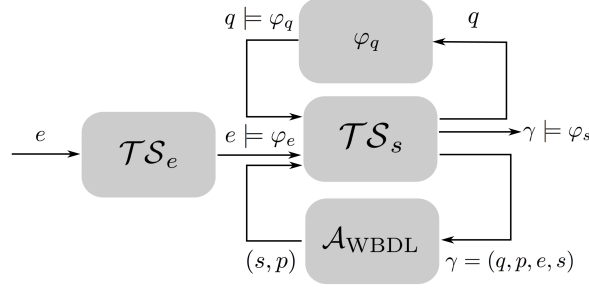 q ⊨ φ_q
q
φ_q
e
𝒯𝒮_e
e ⊨ φ_e
𝒯𝒮_s
γ ⊨ φ_s
𝒜_WBDL
(s, p)
γ = (q, p, e, s)